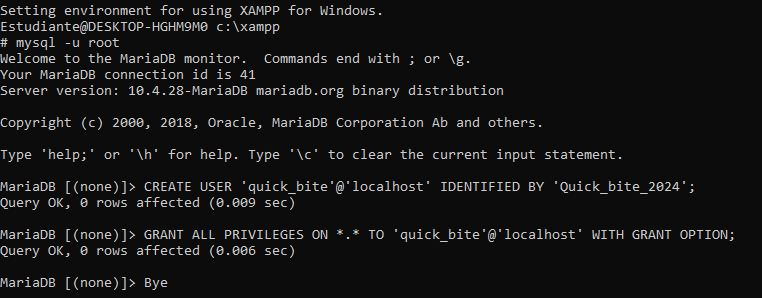 Setting environment for using XAMPP for Windows.
Estudiante@DESKTOP-HGHM9M0 c:\xampp
# mysql -u root
Welcome to the MariaDB monitor.  Commands end with ; or \g.
Your MariaDB connection id is 41
Server version: 10.4.28-MariaDB mariadb.org binary distribution

Copyright (c) 2000, 2018, Oracle, MariaDB Corporation Ab and others.

Type 'help;' or '\h' for help. Type '\c' to clear the current input statement.

MariaDB [(none)]> CREATE USER 'quick_bite'@'localhost' IDENTIFIED BY 'Quick_bite_2024';
Query OK, 0 rows affected (0.009 sec)

MariaDB [(none)]> GRANT ALL PRIVILEGES ON *.* TO 'quick_bite'@'localhost' WITH GRANT OPTION;
Query OK, 0 rows affected (0.006 sec)

MariaDB [(none)]> Bye